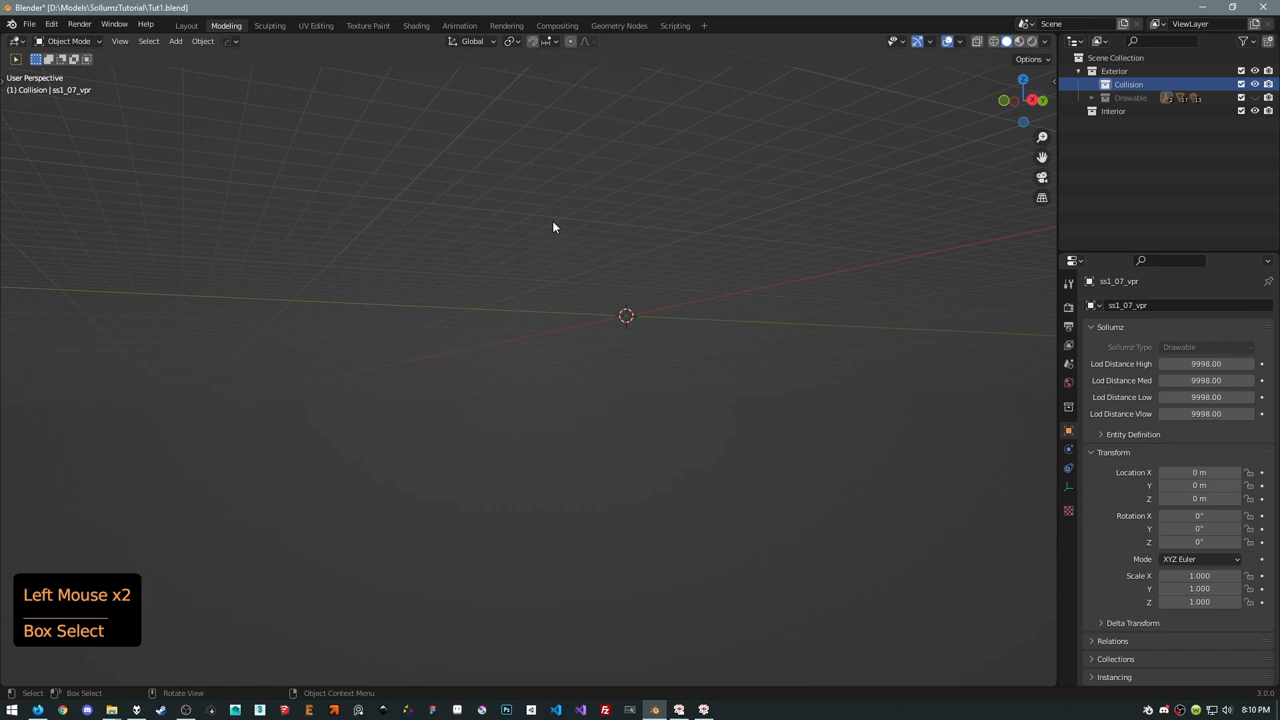 Blender* [D:\Models\SollumzTutorial\Tut1.blend]
File Edit Render Window Help Layout Modeling Sculpting UV Editing Texture Paint Shading Animation Rendering Compositing Geometry Nodes Scripting Scene ViewLayer
Object Mode View Select Add Object Global
Options
User Perspective
(1) Collision | ss1_07_vpr
Z
X Y
Scene Collection
Exterior
Collision
Drawable 2 17 13
Interior
ss1_07_vpr
ss1_07_vpr
Sollumz
Sollumz Type Drawable
Lod Distance High 9998.00
Lod Distance Med 9998.00
Lod Distance Low 9998.00
Lod Distance Vlow 9998.00
Entity Definition
Transform
Location X 0 m
Y 0 m
Z 0 m
Rotation X 0°
Y 0°
Z 0°
Mode XYZ Euler
Scale X 1.000
Y 1.000
Z 1.000
Delta Transform
Relations
Collections
Instancing
Left Mouse x2
Box Select
Select Box Select Rotate View Object Context Menu 3.0.0
8:10 PM